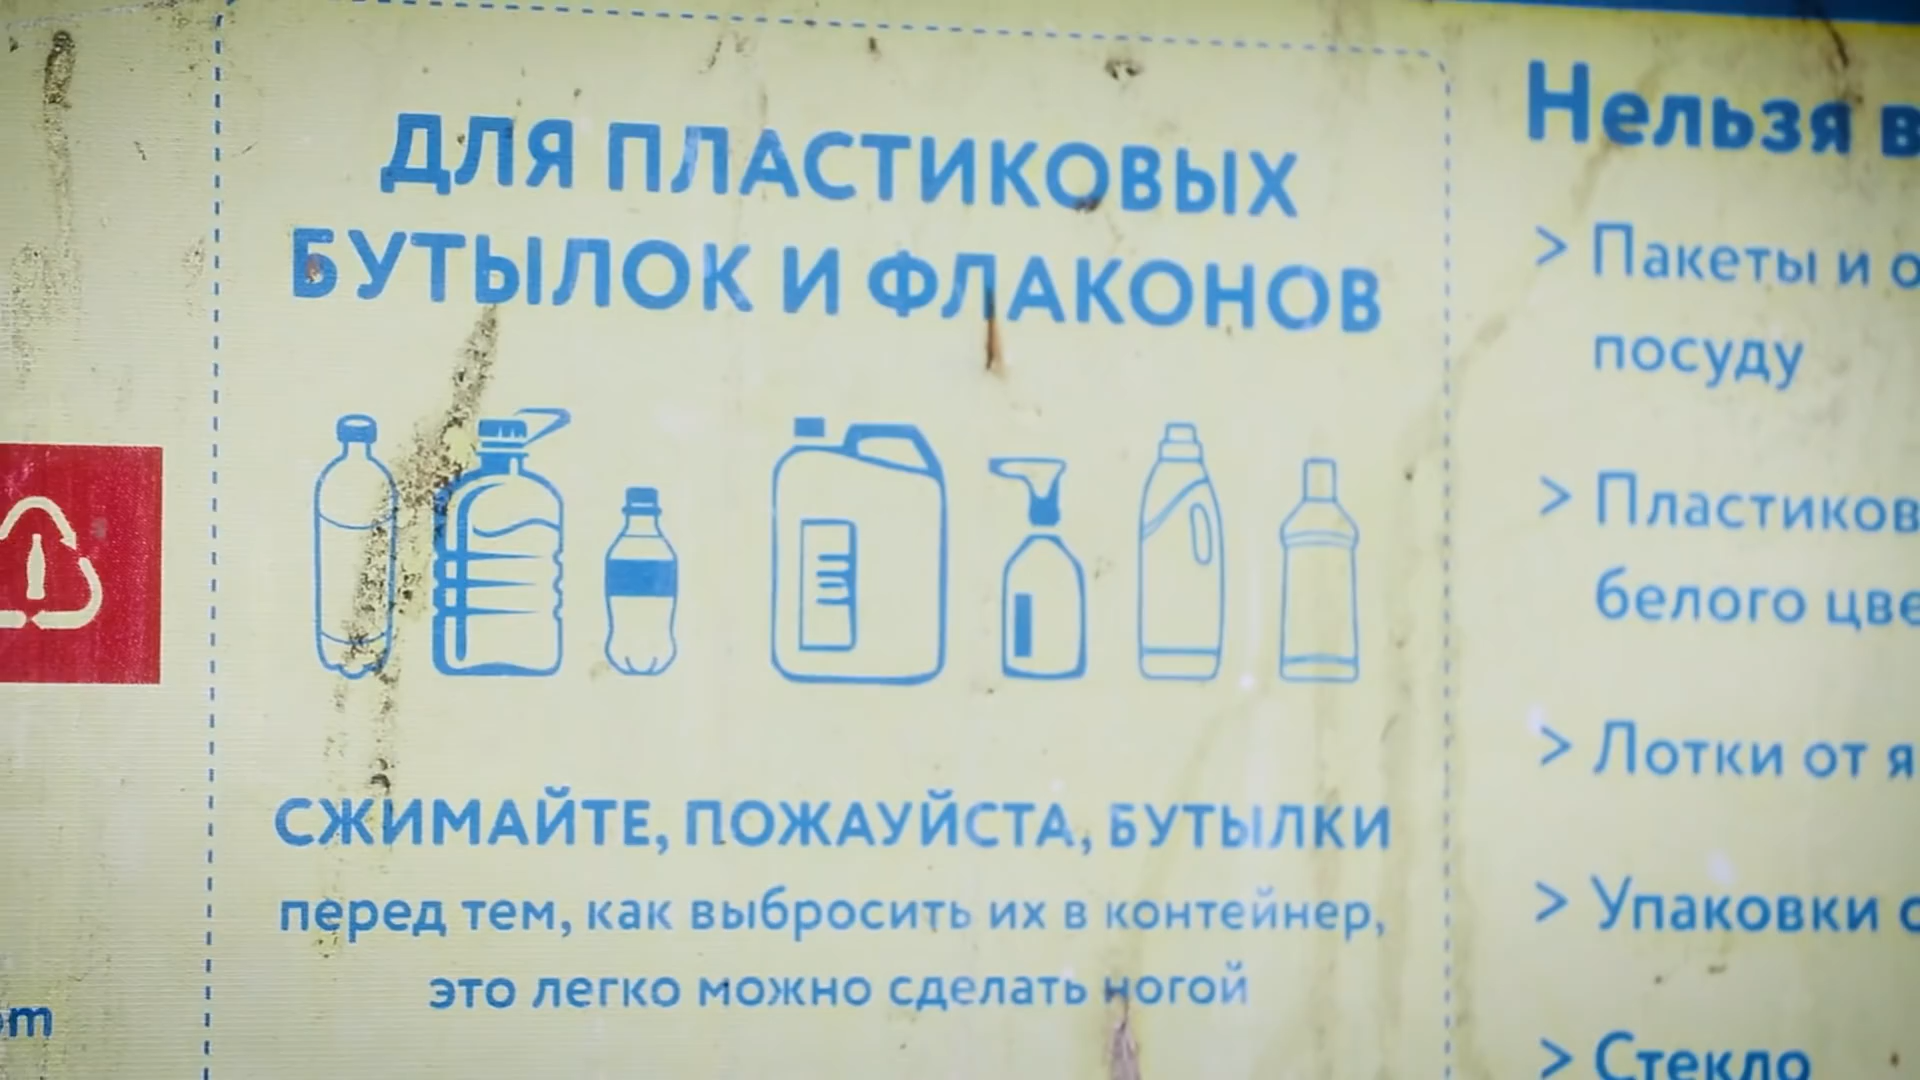 ДЛЯ ПЛАСТИКОВЫХ
БУТЫЛОК И ФЛАКОНОВ
СЖИМАЙТЕ, ПОЖАУЙСТА, БУТЫЛКИ
перед тем, как выбросить их в контейнер,
это легко можно сделать ногой
Нельзя в
> Пакеты и о
посуду
> Пластиков
белого цве
> Лотки от я
> Упаковки
> Стекло